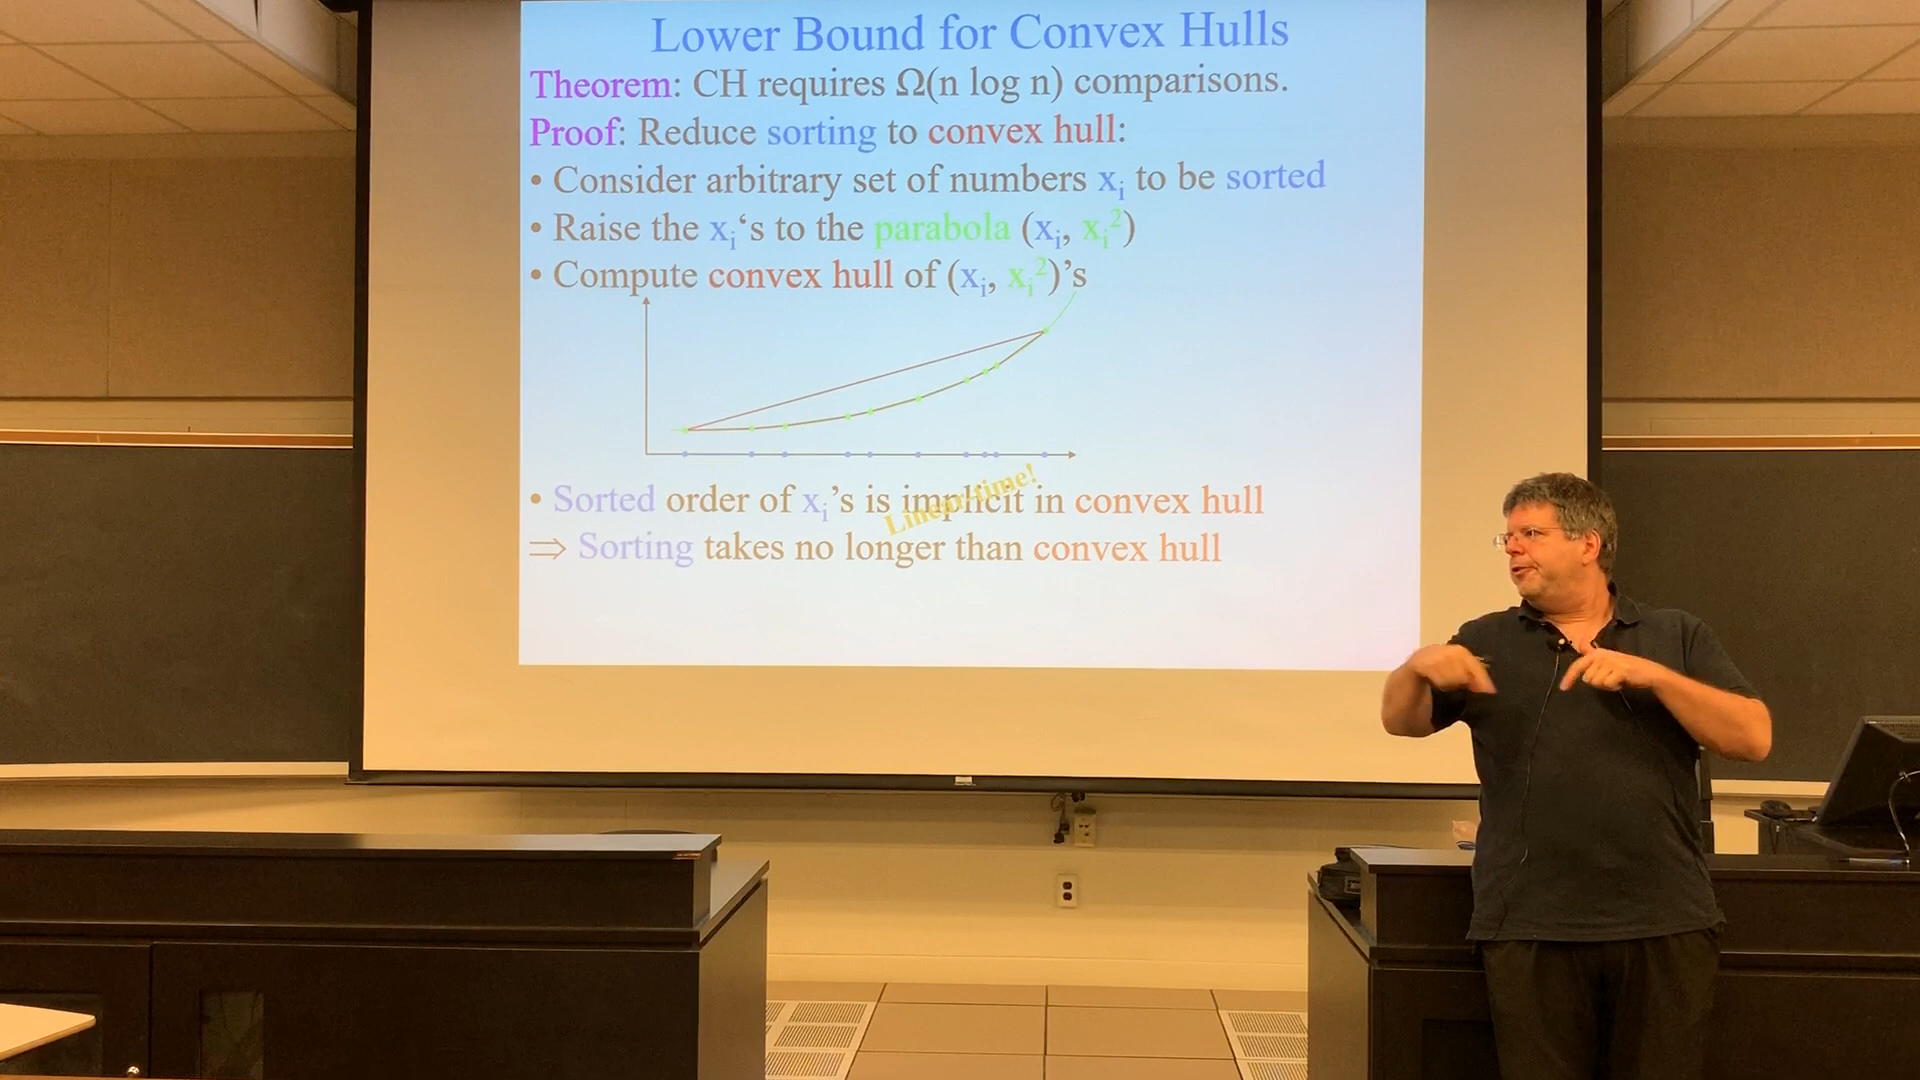 Lower Bound for Convex Hulls
Theorem: CH requires Ω(n log n) comparisons.
Proof: Reduce sorting to convex hull:
• Consider arbitrary set of numbers xᵢ to be sorted
• Raise the xᵢ‘s to the parabola (xᵢ, xᵢ²)
• Compute convex hull of (xᵢ, xᵢ²)’s
• Sorted order of xᵢ’s is implicit in convex hull
Linear-time!
⇒ Sorting takes no longer than convex hull